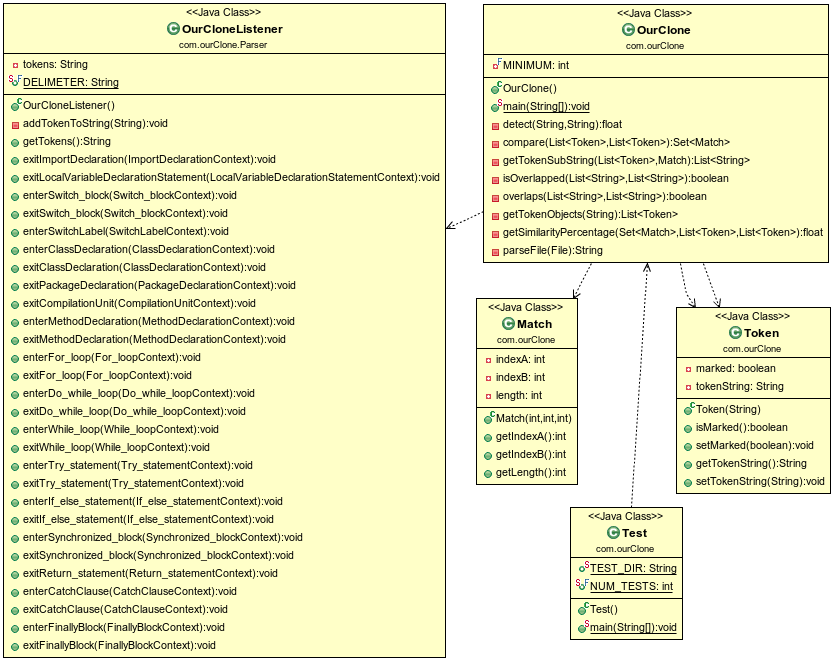 <<Java Class>>
OurCloneListener
com.ourClone.Parser
tokens: String
DELIMETER: String
OurCloneListener()
addTokenToString(String):void
getTokens():String
exitImportDeclaration(ImportDeclarationContext):void
exitLocalVariableDeclarationStatement(LocalVariableDeclarationStatementContext):void
enterSwitch_block(Switch_blockContext):void
exitSwitch_block(Switch_blockContext):void
enterSwitchLabel(SwitchLabelContext):void
enterClassDeclaration(ClassDeclarationContext):void
exitClassDeclaration(ClassDeclarationContext):void
exitPackageDeclaration(PackageDeclarationContext):void
exitCompilationUnit(CompilationUnitContext):void
enterMethodDeclaration(MethodDeclarationContext):void
exitMethodDeclaration(MethodDeclarationContext):void
enterFor_loop(For_loopContext):void
exitFor_loop(For_loopContext):void
enterDo_while_loop(Do_while_loopContext):void
exitDo_while_loop(Do_while_loopContext):void
enterWhile_loop(While_loopContext):void
exitWhile_loop(While_loopContext):void
enterTry_statement(Try_statementContext):void
exitTry_statement(Try_statementContext):void
enterIf_else_statement(If_else_statementContext):void
exitIf_else_statement(If_else_statementContext):void
enterSynchronized_block(Synchronized_blockContext):void
exitSynchronized_block(Synchronized_blockContext):void
exitReturn_statement(Return_statementContext):void
enterCatchClause(CatchClauseContext):void
exitCatchClause(CatchClauseContext):void
enterFinallyBlock(FinallyBlockContext):void
exitFinallyBlock(FinallyBlockContext):void
<<Java Class>>
OurClone
com.ourClone
MINIMUM: int
OurClone()
main(String[]):void
detect(String,String):float
compare(List<Token>,List<Token>):Set<Match>
getTokenSubString(List<Token>,Match):List<String>
isOverlapped(List<String>,List<String>):boolean
overlaps(List<String>,List<String>):boolean
getTokenObjects(String):List<Token>
getSimilarityPercentage(Set<Match>,List<Token>,List<Token>):float
parseFile(File):String
<<Java Class>>
Match
com.ourClone
indexA: int
indexB: int
length: int
Match(int,int,int)
getIndexA():int
getIndexB():int
getLength():int
<<Java Class>>
Token
com.ourClone
marked: boolean
tokenString: String
Token(String)
isMarked():boolean
setMarked(boolean):void
getTokenString():String
setTokenString(String):void
<<Java Class>>
Test
com.ourClone
TEST_DIR: String
NUM_TESTS: int
Test()
main(String[]):void